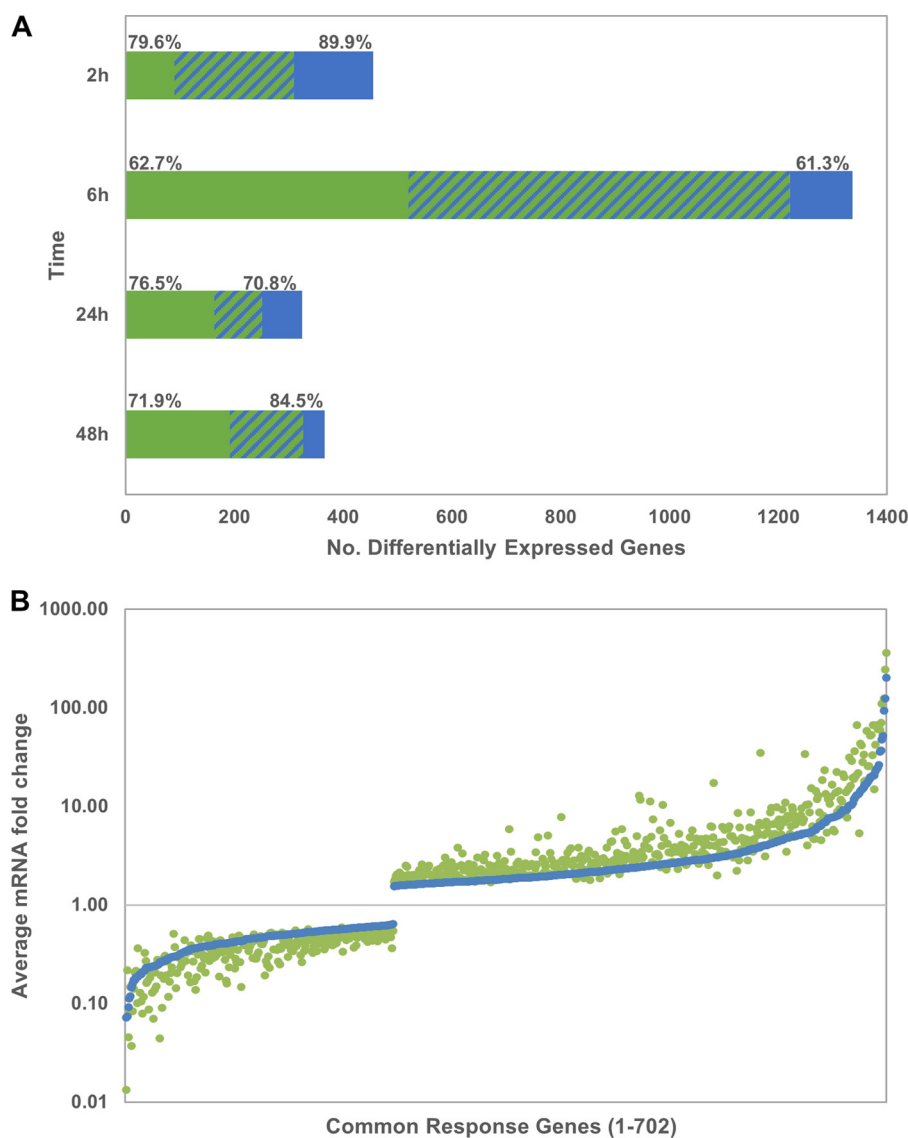 A
79.6% 89.9%
2h
62.7% 61.3%
6h
76.5% 70.8%
24h
71.9% 84.5%
48h
Time
0 200 400 600 800 1000 1200 1400
No. Differentially Expressed Genes
B
1000.00
100.00
10.00
1.00
0.10
0.01
Average mRNA fold change
Common Response Genes (1-702)